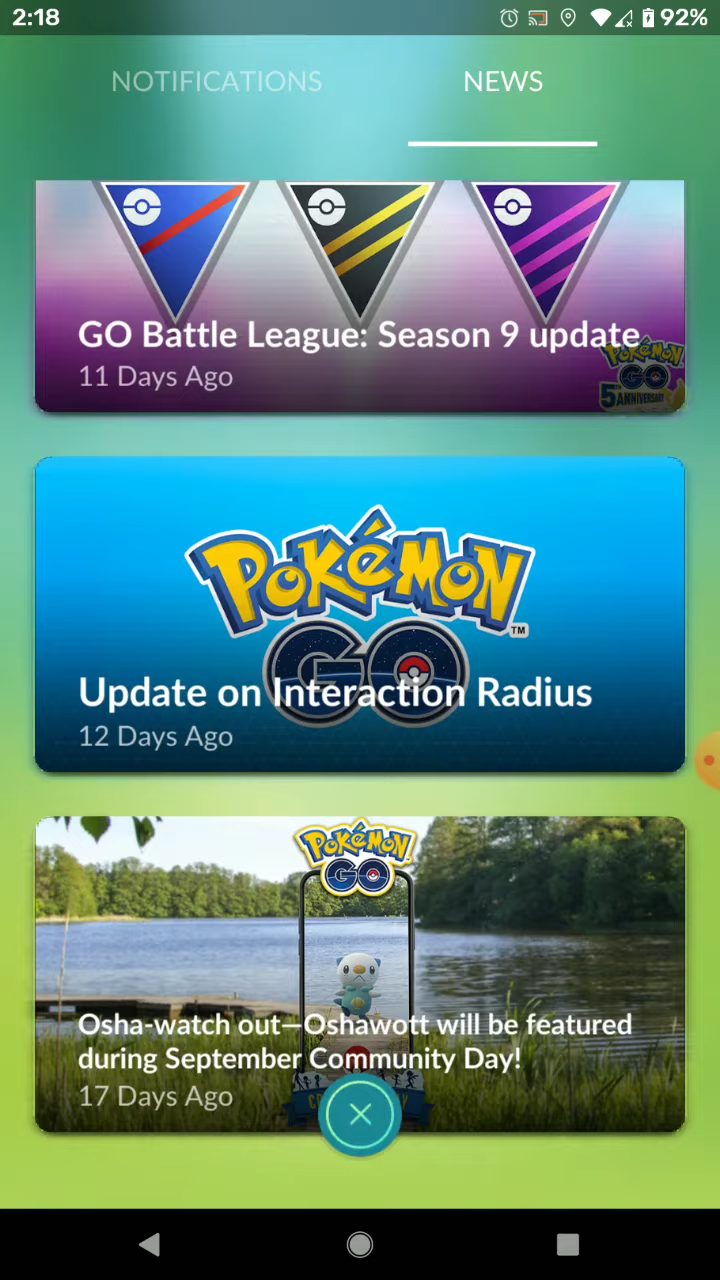 2:18
92%
NOTIFICATIONS
NEWS
GO Battle League: Season 9 update
11 Days Ago
POKÉMON
GO
5TH ANNIVERSARY
POKÉMON
TM
GO
Update on Interaction Radius
12 Days Ago
POKÉMON
GO
Osha-watch out—Oshawott will be featured
during September Community Day!
17 Days Ago